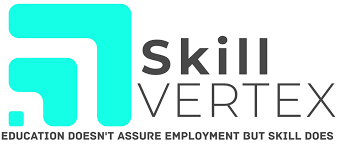 Skill
VERTEX
EDUCATION DOESN'T ASSURE EMPLOYMENT BUT SKILL DOES